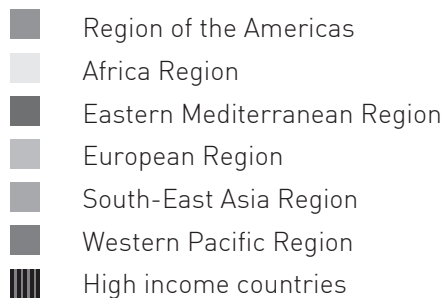 Region of the Americas
Africa Region
Eastern Mediterranean Region
European Region
South-East Asia Region
Western Pacific Region
High income countries